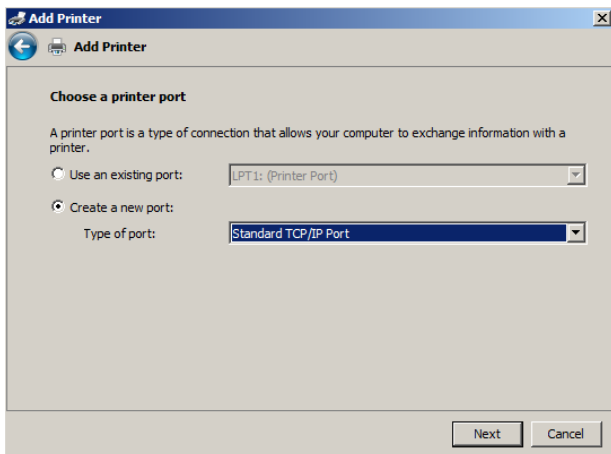 Add Printer
Add Printer
Choose a printer port
A printer port is a type of connection that allows your computer to exchange information with a
printer.
Use an existing port: LPT1: (Printer Port)
Create a new port:
Type of port: Standard TCP/IP Port
Next Cancel